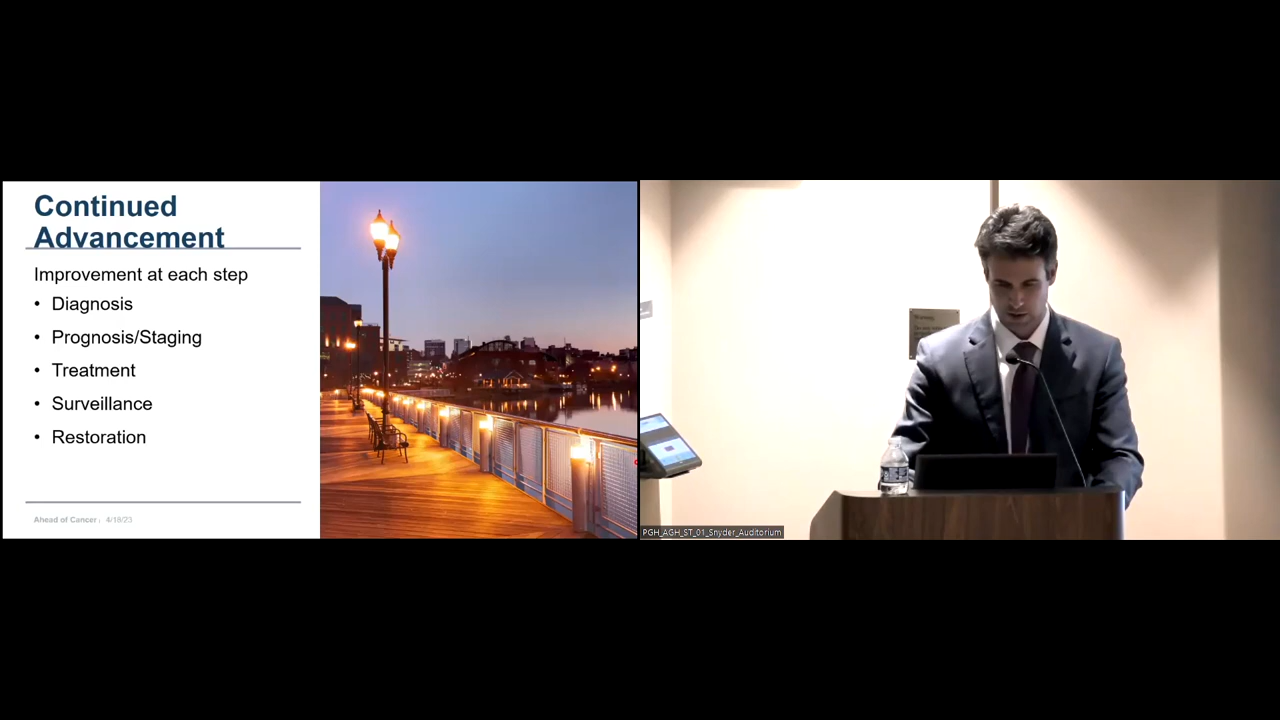 Continued
Advancement
Improvement at each step
• Diagnosis
• Prognosis/Staging
• Treatment
• Surveillance
• Restoration
Ahead of Cancer | 4/18/23
PGH_AGH_ST_01_Snyder_Auditorium